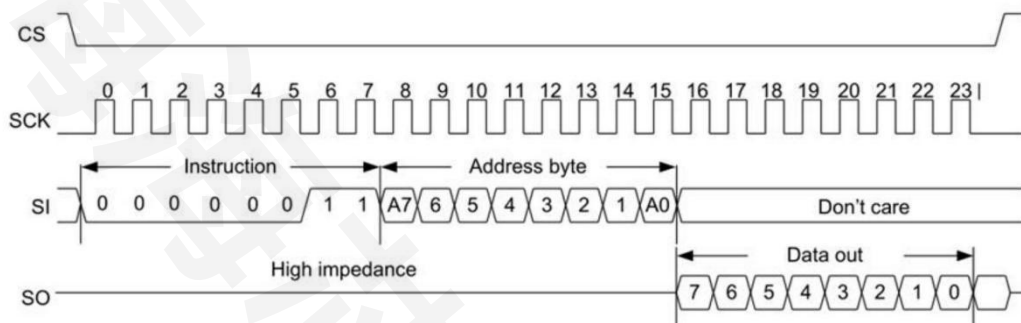 CS
0 1 2 3 4 5 6 7 8 9 10 11 12 13 14 15 16 17 18 19 20 21 22 23
SCK
Instruction Address byte
SI 0 0 0 0 0 0 1 1 A7 6 5 4 3 2 1 A0 Don't care
High impedance Data out
SO 7 6 5 4 3 2 1 0